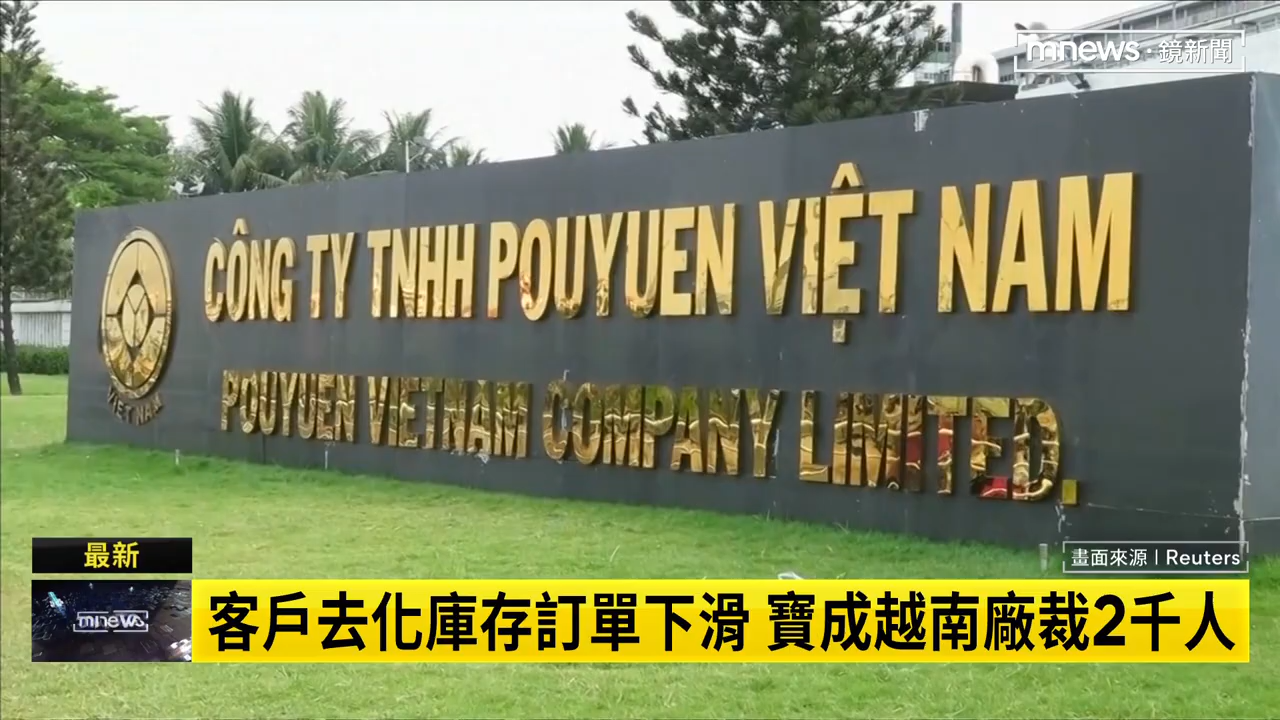 mnews·鏡新聞
CÔNG TY TNHH POUYUEN VIỆT NAM
VIET NAM
POUYUEN VIETNAM COMPANY LIMITED.
最新
畫面來源 | Reuters
mnews
客戶去化庫存訂單下滑 寶成越南廠裁2千人